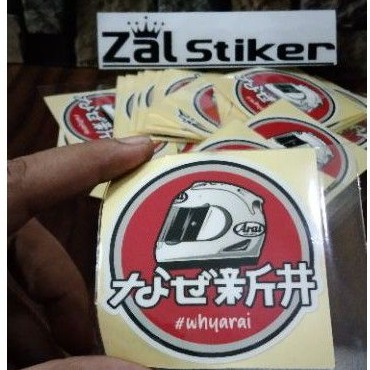 Zal Stiker
Arai
なぜ新井
#whyarai